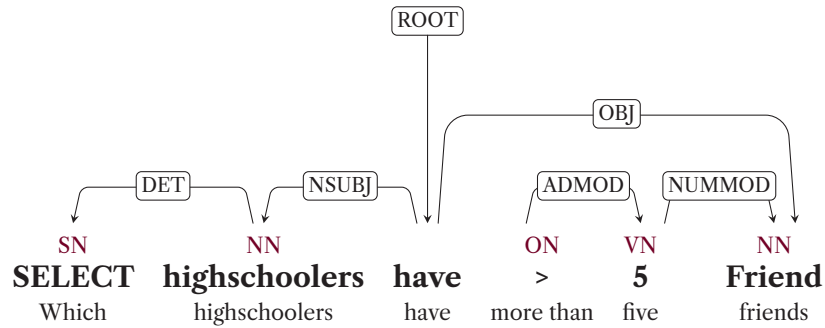 ROOT
OBJ
DET NSUBJ ADMOD NUMMOD
SN NN ON VN NN
SELECT highschoolers have > 5 Friend
Which highschoolers have more than five friends